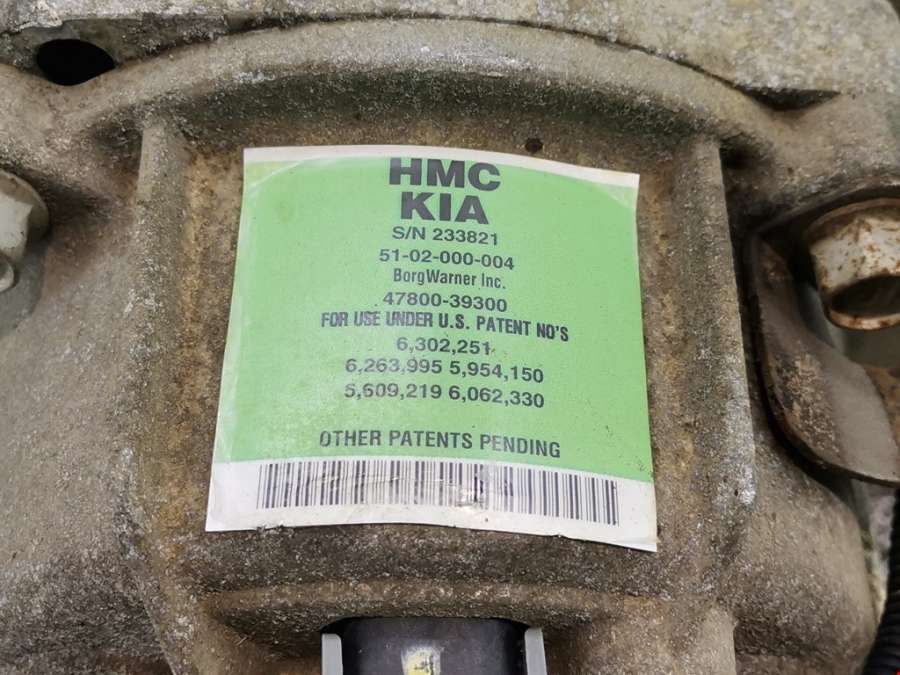 HMC
KIA
S/N 233821
51-02-000-004
BorgWarner Inc.
47800-39300
FOR USE UNDER U.S. PATENT NO'S
6,302,251
6,263,995 5,954,150
5,609,219 6,062,330
OTHER PATENTS PENDING